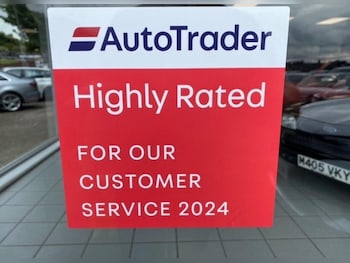 AutoTrader
Highly Rated
FOR OUR
CUSTOMER
SERVICE 2024
M405 VKY